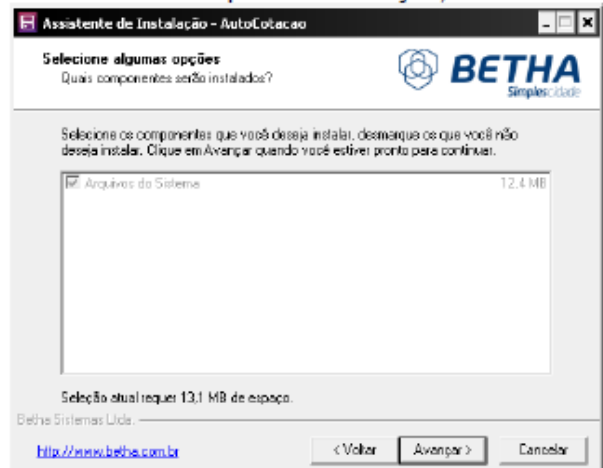 Assistente de Instalação - AutoCotacao
Selecione algumas opções
Quais componentes serão instalados?
BETHA
Simplescidade
Selecione os componentes que você deseja instalar, desmarque os que você não
deseja instalar. Clique em Avançar quando você estiver pronto para continuar.
Arquivos do Sistema 12,4 MB
Seleção atual requer 13,1 MB de espaço.
Betha Sistemas Ltda.
http://www.betha.com.br
< Voltar
Avançar >
Cancelar